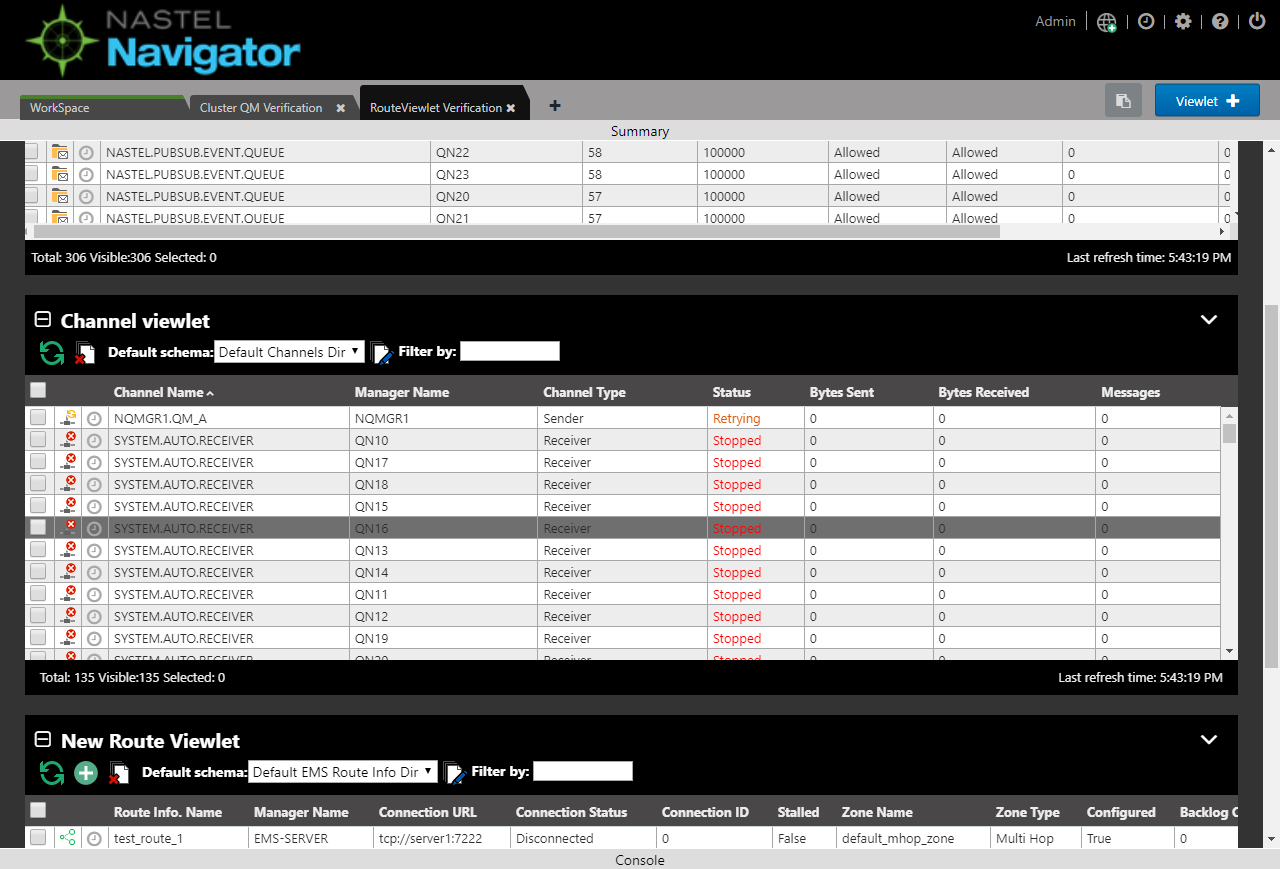 NASTEL
Navigator
Admin
WorkSpace
Cluster QM Verification
RouteViewlet Verification
Viewlet
Summary
NASTEL.PUBSUB.EVENT.QUEUE QN22 58 100000 Allowed Allowed 0 0
NASTEL.PUBSUB.EVENT.QUEUE QN23 58 100000 Allowed Allowed 0 0
NASTEL.PUBSUB.EVENT.QUEUE QN20 57 100000 Allowed Allowed 0 0
NASTEL.PUBSUB.EVENT.QUEUE QN21 57 100000 Allowed Allowed 0 0
Total: 306 Visible:306 Selected: 0 Last refresh time: 5:43:19 PM
Channel viewlet
Default schema: Default Channels Dir Filter by:
Channel Name Manager Name Channel Type Status Bytes Sent Bytes Received Messages
NQMGR1.QM_A NQMGR1 Sender Retrying 0 0 0
SYSTEM.AUTO.RECEIVER QN10 Receiver Stopped 0 0 0
SYSTEM.AUTO.RECEIVER QN17 Receiver Stopped 0 0 0
SYSTEM.AUTO.RECEIVER QN18 Receiver Stopped 0 0 0
SYSTEM.AUTO.RECEIVER QN15 Receiver Stopped 0 0 0
SYSTEM.AUTO.RECEIVER QN16 Receiver Stopped 0 0 0
SYSTEM.AUTO.RECEIVER QN13 Receiver Stopped 0 0 0
SYSTEM.AUTO.RECEIVER QN14 Receiver Stopped 0 0 0
SYSTEM.AUTO.RECEIVER QN11 Receiver Stopped 0 0 0
SYSTEM.AUTO.RECEIVER QN12 Receiver Stopped 0 0 0
SYSTEM.AUTO.RECEIVER QN19 Receiver Stopped 0 0 0
SYSTEM.AUTO.RECEIVER QN20 Receiver Stopped 0 0 0
Total: 135 Visible:135 Selected: 0 Last refresh time: 5:43:19 PM
New Route Viewlet
Default schema: Default EMS Route Info Dir Filter by:
Route Info. Name Manager Name Connection URL Connection Status Connection ID Stalled Zone Name Zone Type Configured Backlog C
test_route_1 EMS-SERVER tcp://server1:7222 Disconnected 0 False default_mhop_zone Multi Hop True 0
Console